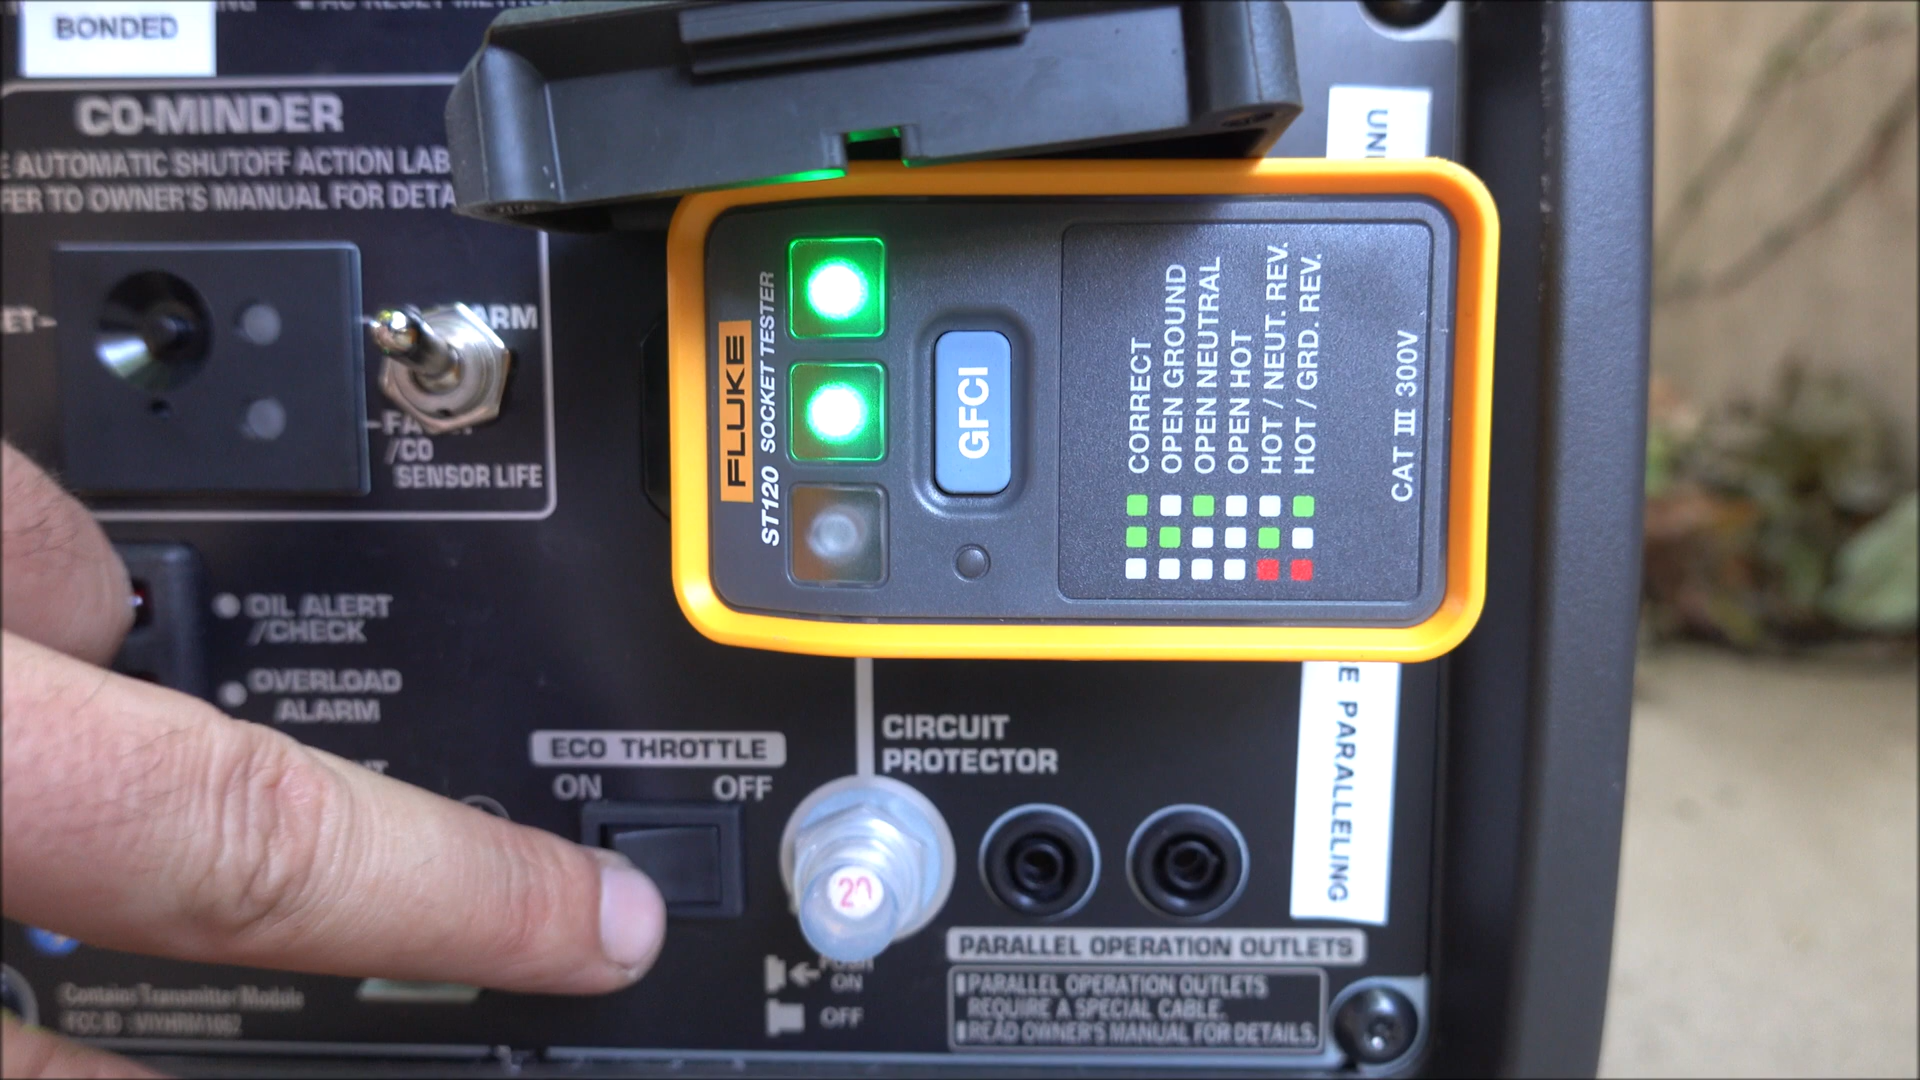 BONDED
CO-MINDER
E AUTOMATIC SHUTOFF ACTION LAB
FER TO OWNER'S MANUAL FOR DETA
ET
ARM
/CO
SENSOR LIFE
OIL ALERT
/CHECK
OVERLOAD
ALARM
FLUKE
ST120 SOCKET TESTER
GFCI
CORRECT
OPEN GROUND
OPEN NEUTRAL
OPEN HOT
HOT / NEUT. REV.
HOT / GRD. REV.
CAT III 300V
UNI
E PARALLELING
ECO THROTTLE
ON OFF
CIRCUIT
PROTECTOR
20
ON
OFF
PARALLEL OPERATION OUTLETS
PARALLEL OPERATION OUTLETS
REQUIRE A SPECIAL CABLE.
READ OWNER'S MANUAL FOR DETAILS.
Contains Transmitter Module
FCC ID